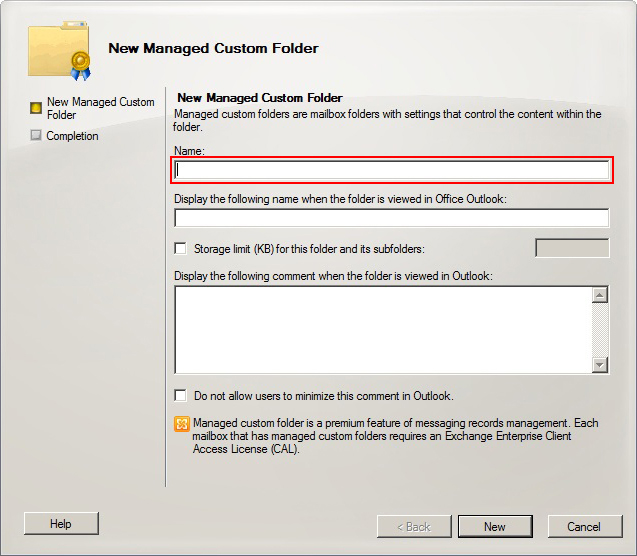 New Managed Custom Folder
New Managed Custom
Folder
Completion
New Managed Custom Folder
Managed custom folders are mailbox folders with settings that control the content within the
folder.
Name:
Display the following name when the folder is viewed in Office Outlook:
Storage limit (KB) for this folder and its subfolders:
Display the following comment when the folder is viewed in Outlook:
Do not allow users to minimize this comment in Outlook.
Managed custom folder is a premium feature of messaging records management. Each
mailbox that has managed custom folders requires an Exchange Enterprise Client
Access License (CAL).
Help
< Back
New
Cancel